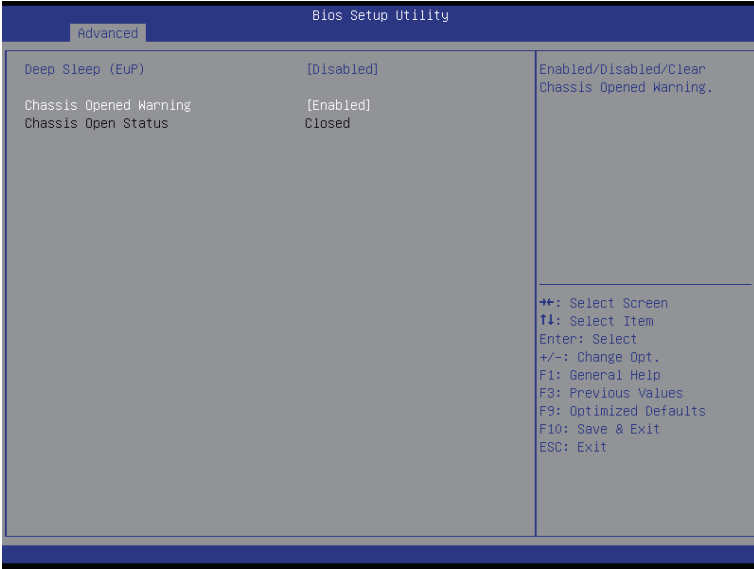 Bios Setup Utility
Advanced
Deep Sleep (EuP) [Disabled]
Chassis Opened Warning [Enabled]
Chassis Open Status Closed
Enabled/Disabled/Clear
Chassis Opened Warning.
→←: Select Screen
↑↓: Select Item
Enter: Select
+/-: Change Opt.
F1: General Help
F3: Previous Values
F9: Optimized Defaults
F10: Save & Exit
ESC: Exit